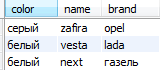 color name brand
серый zafira opel
белый vesta lada
белый next газель